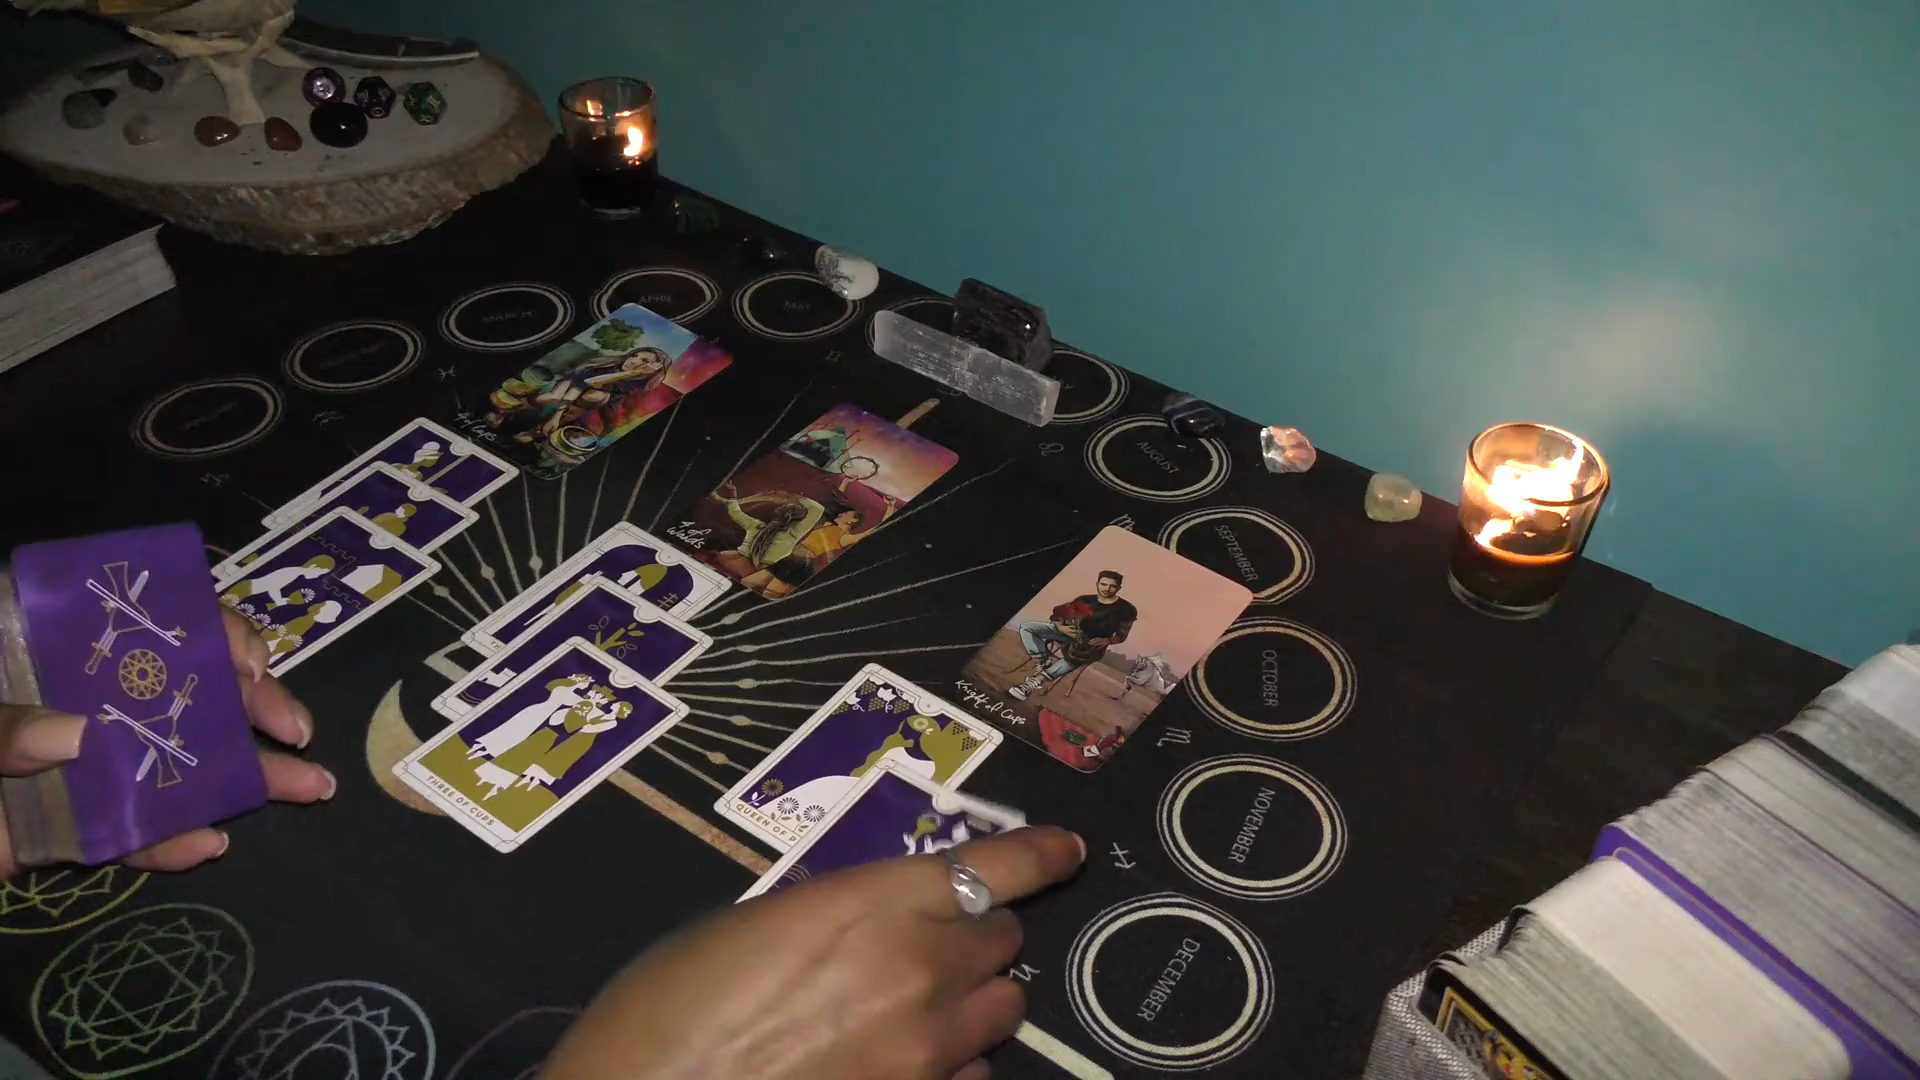 MARCH
APRIL
MAY
AUGUST
SEPTEMBER
OCTOBER
NOVEMBER
DECEMBER
4 of Cups
4 of
Wands
Knight of Cups
THREE OF CUPS
QUEEN OF P